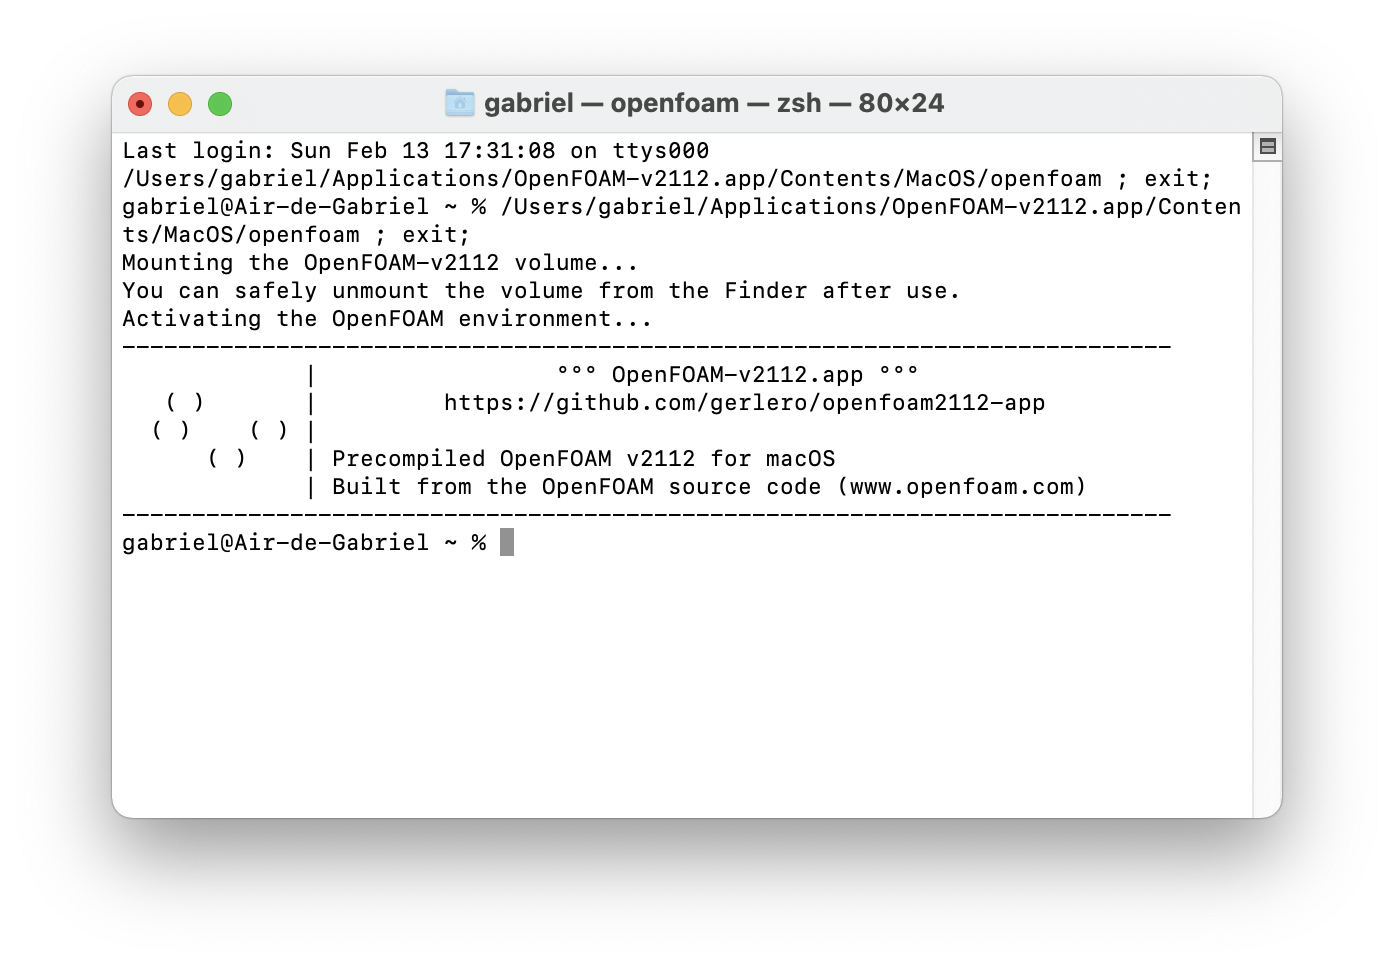 gabriel — openfoam — zsh — 80×24
Last login: Sun Feb 13 17:31:08 on ttys000
/Users/gabriel/Applications/OpenFOAM-v2112.app/Contents/MacOS/openfoam ; exit;
gabriel@Air-de-Gabriel ~ % /Users/gabriel/Applications/OpenFOAM-v2112.app/Conten
ts/MacOS/openfoam ; exit;
Mounting the OpenFOAM-v2112 volume...
You can safely unmount the volume from the Finder after use.
Activating the OpenFOAM environment...
---------------------------------------------------------------------------
             |                 °°° OpenFOAM-v2112.app °°°
   ( )       |         https://github.com/gerlero/openfoam2112-app
  ( )    ( ) |
      ( )    | Precompiled OpenFOAM v2112 for macOS
             | Built from the OpenFOAM source code (www.openfoam.com)
---------------------------------------------------------------------------
gabriel@Air-de-Gabriel ~ %